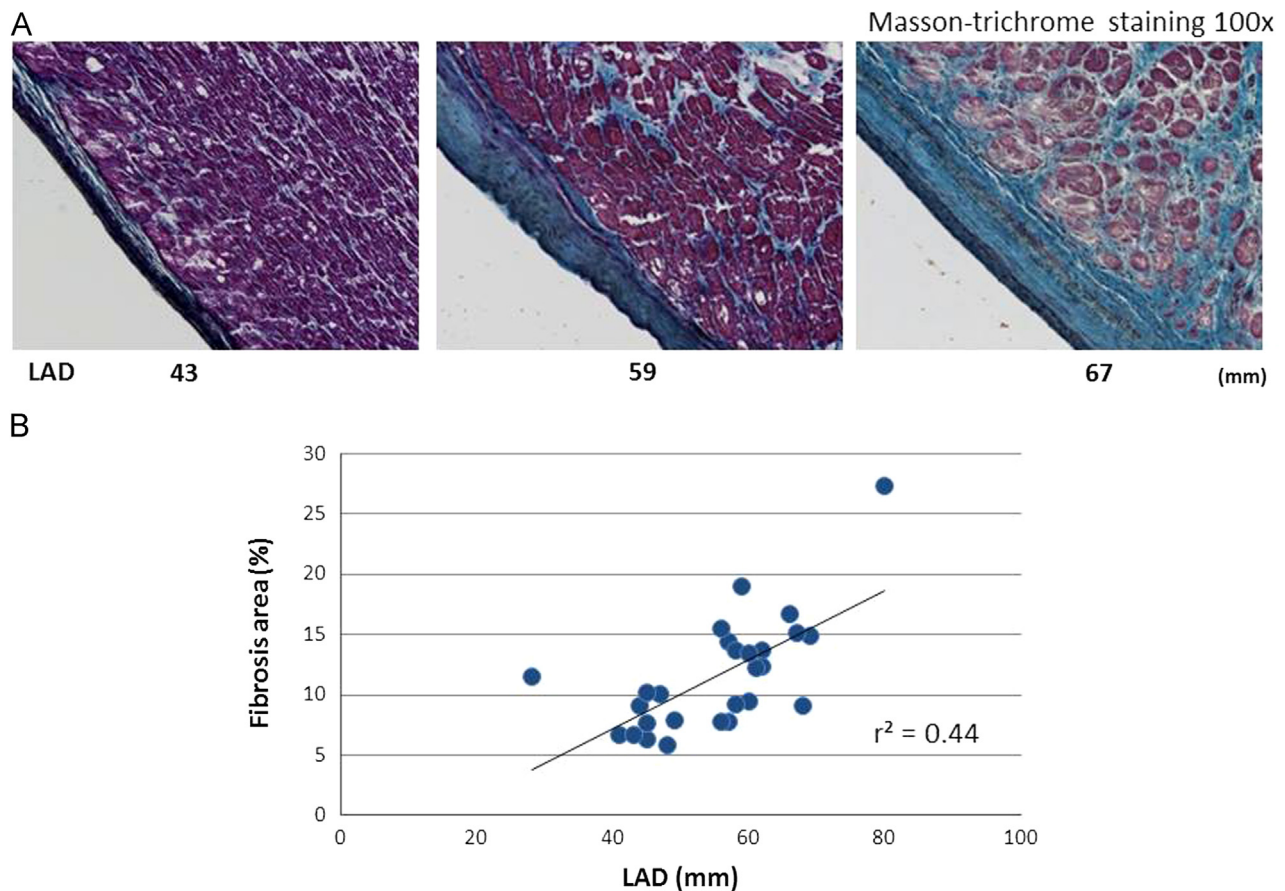 A
Masson-trichrome staining 100x
LAD 43 59 67 (mm)
B
30
25
20
15
10
5
0
Fibrosis area (%)
r² = 0.44
0 20 40 60 80 100
LAD (mm)